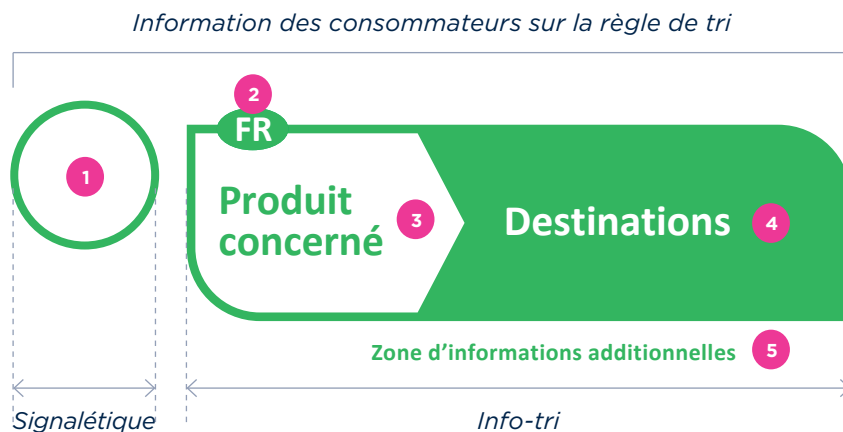 Information des consommateurs sur la règle de tri
2
FR
1
Produit
concerné
3
Destinations
4
Zone d'informations additionnelles
5
Signalétique
Info-tri